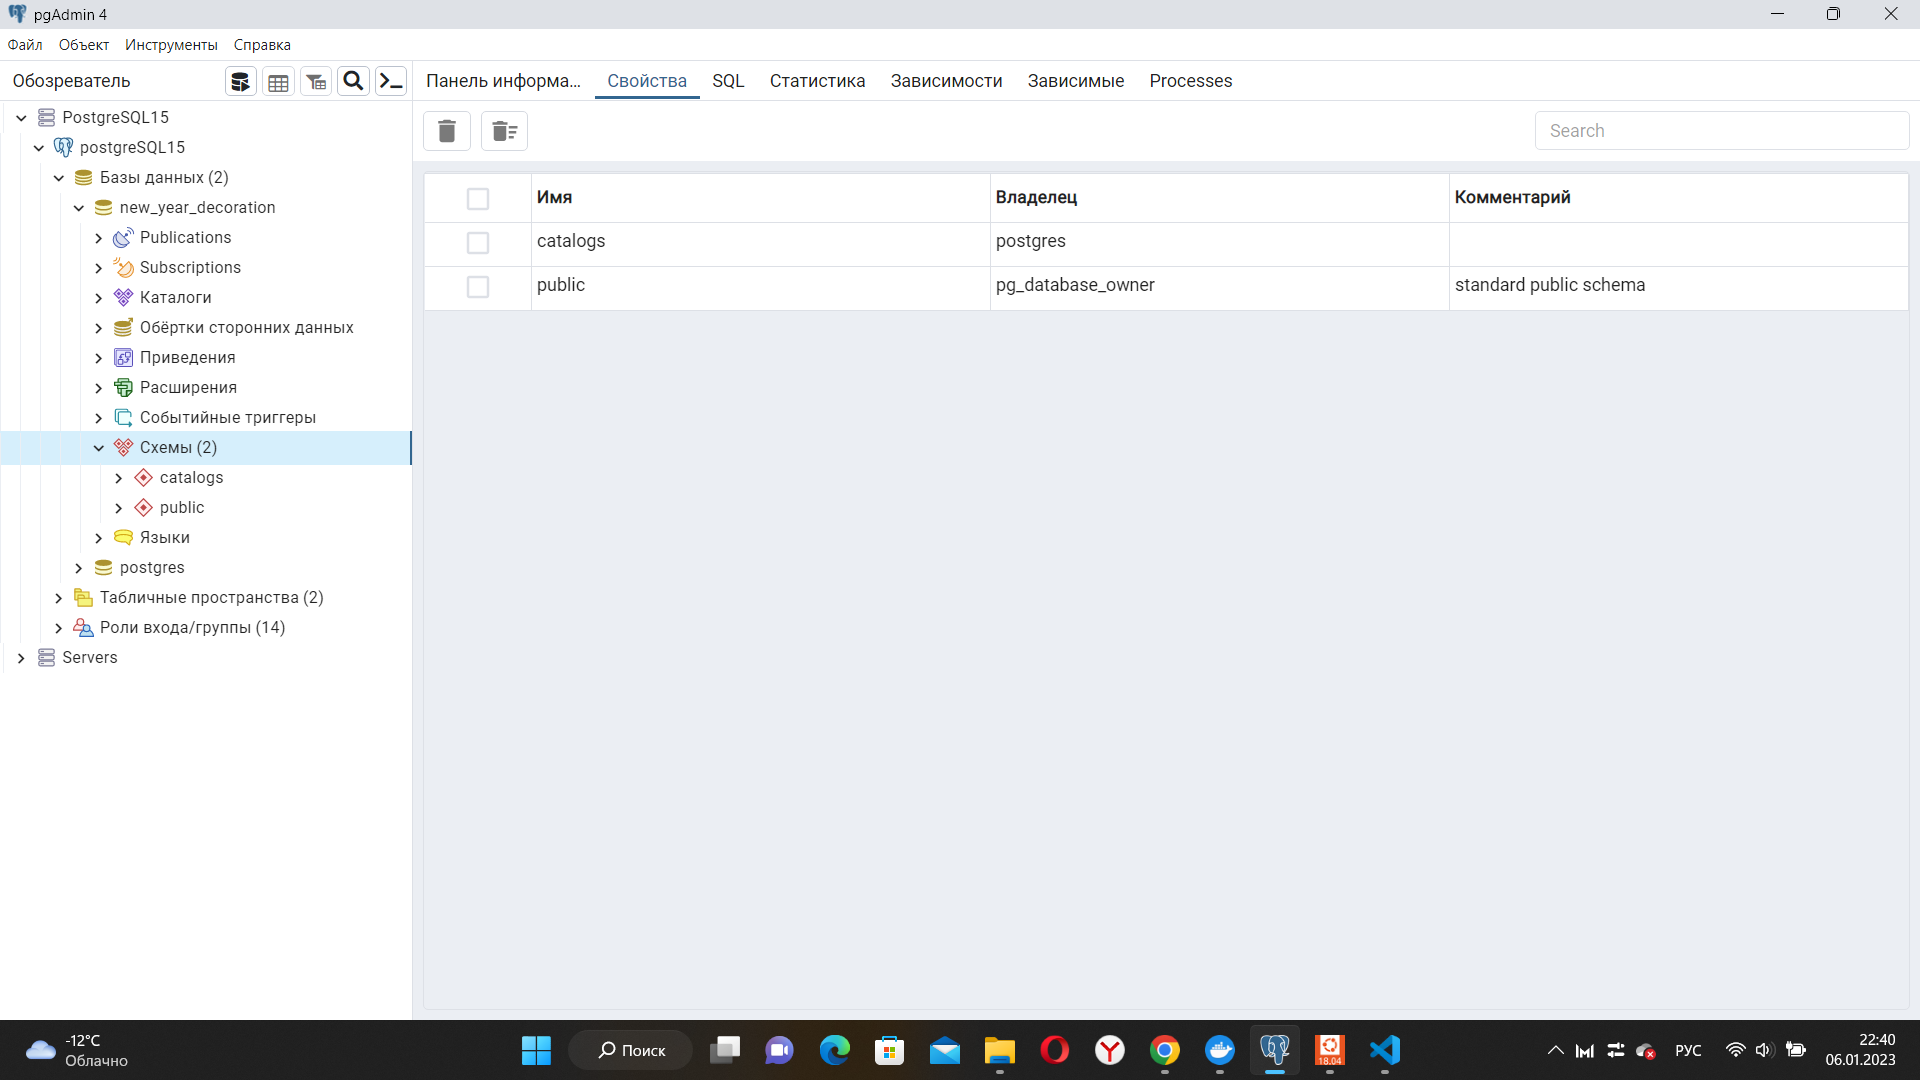 pgAdmin 4
Файл Объект Инструменты Справка
Обозреватель
Панель информа... Свойства SQL Статистика Зависимости Зависимые Processes
Search
PostgreSQL15
postgreSQL15
Базы данных (2)
new_year_decoration
Publications
Subscriptions
Каталоги
Обёртки сторонних данных
Приведения
Расширения
Событийные триггеры
Схемы (2)
catalogs
public
Языки
postgres
Табличные пространства (2)
Роли входа/группы (14)
Servers
Имя Владелец Комментарий
catalogs postgres
public pg_database_owner standard public schema
-12°C
Облачно
Поиск
18.04
РУС
22:40
06.01.2023